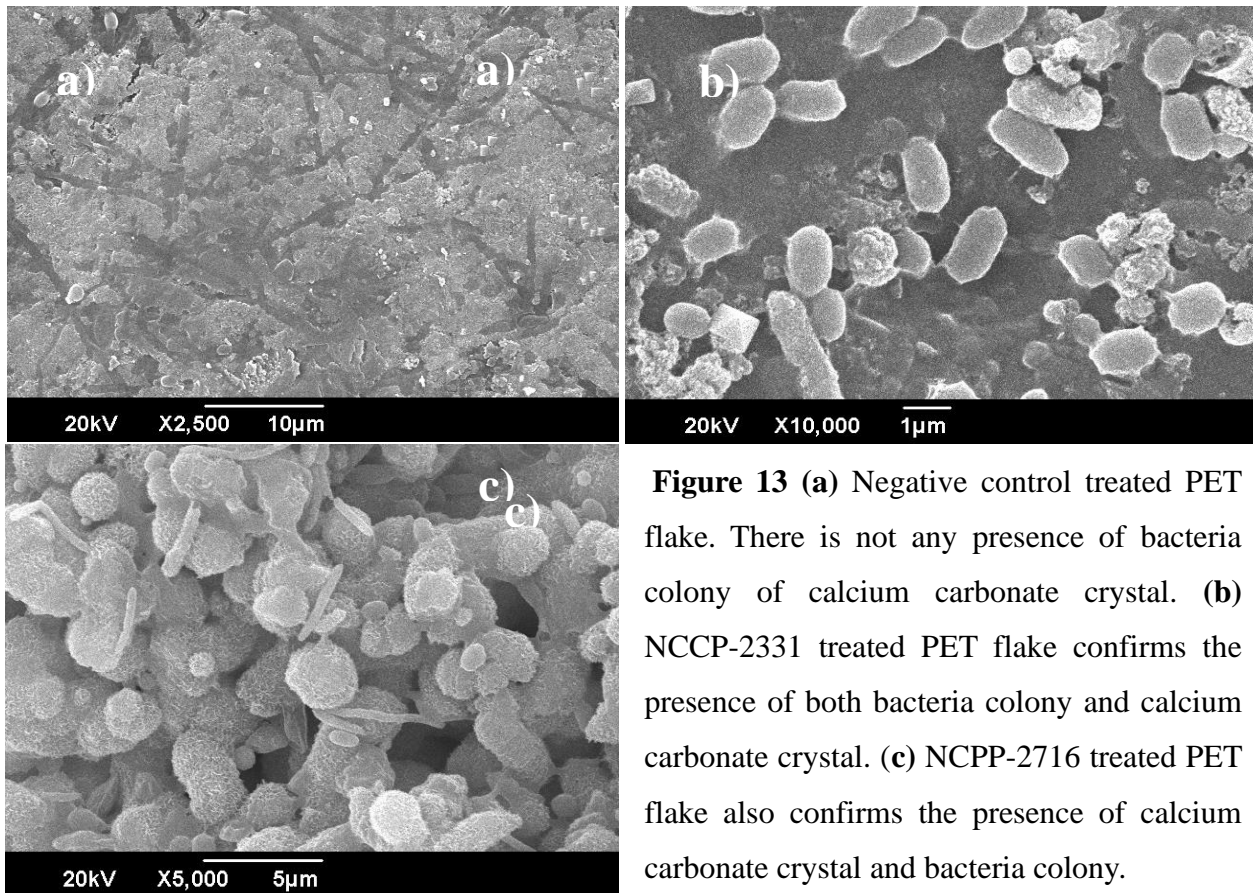 a) a)
20kV X2,500 10μm
b)
20kV X10,000 1μm
c)
c)
20kV X5,000 5μm
Figure 13 (a) Negative control treated PET
flake. There is not any presence of bacteria
colony of calcium carbonate crystal. (b)
NCCP-2331 treated PET flake confirms the
presence of both bacteria colony and calcium
carbonate crystal. (c) NCPP-2716 treated PET
flake also confirms the presence of calcium
carbonate crystal and bacteria colony.